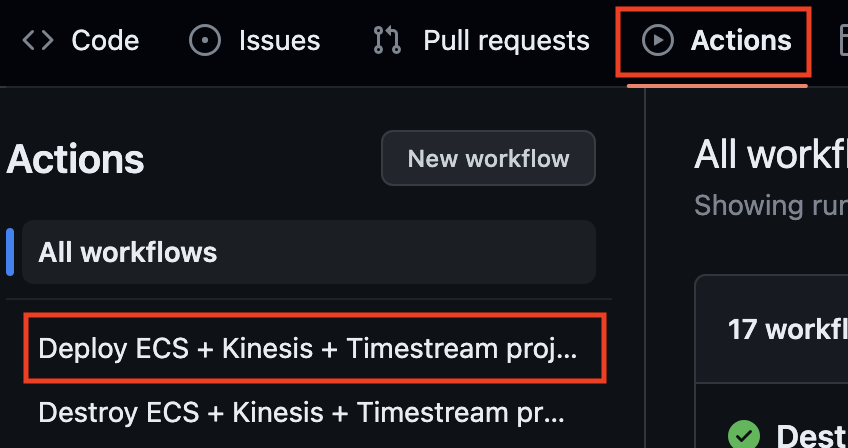 Code Issues Pull requests Actions
Actions
New workflow
All workflows
Deploy ECS + Kinesis + Timestream proj...
Destroy ECS + Kinesis + Timestream pr...
All workfl
Showing run
17 workfl
Dest